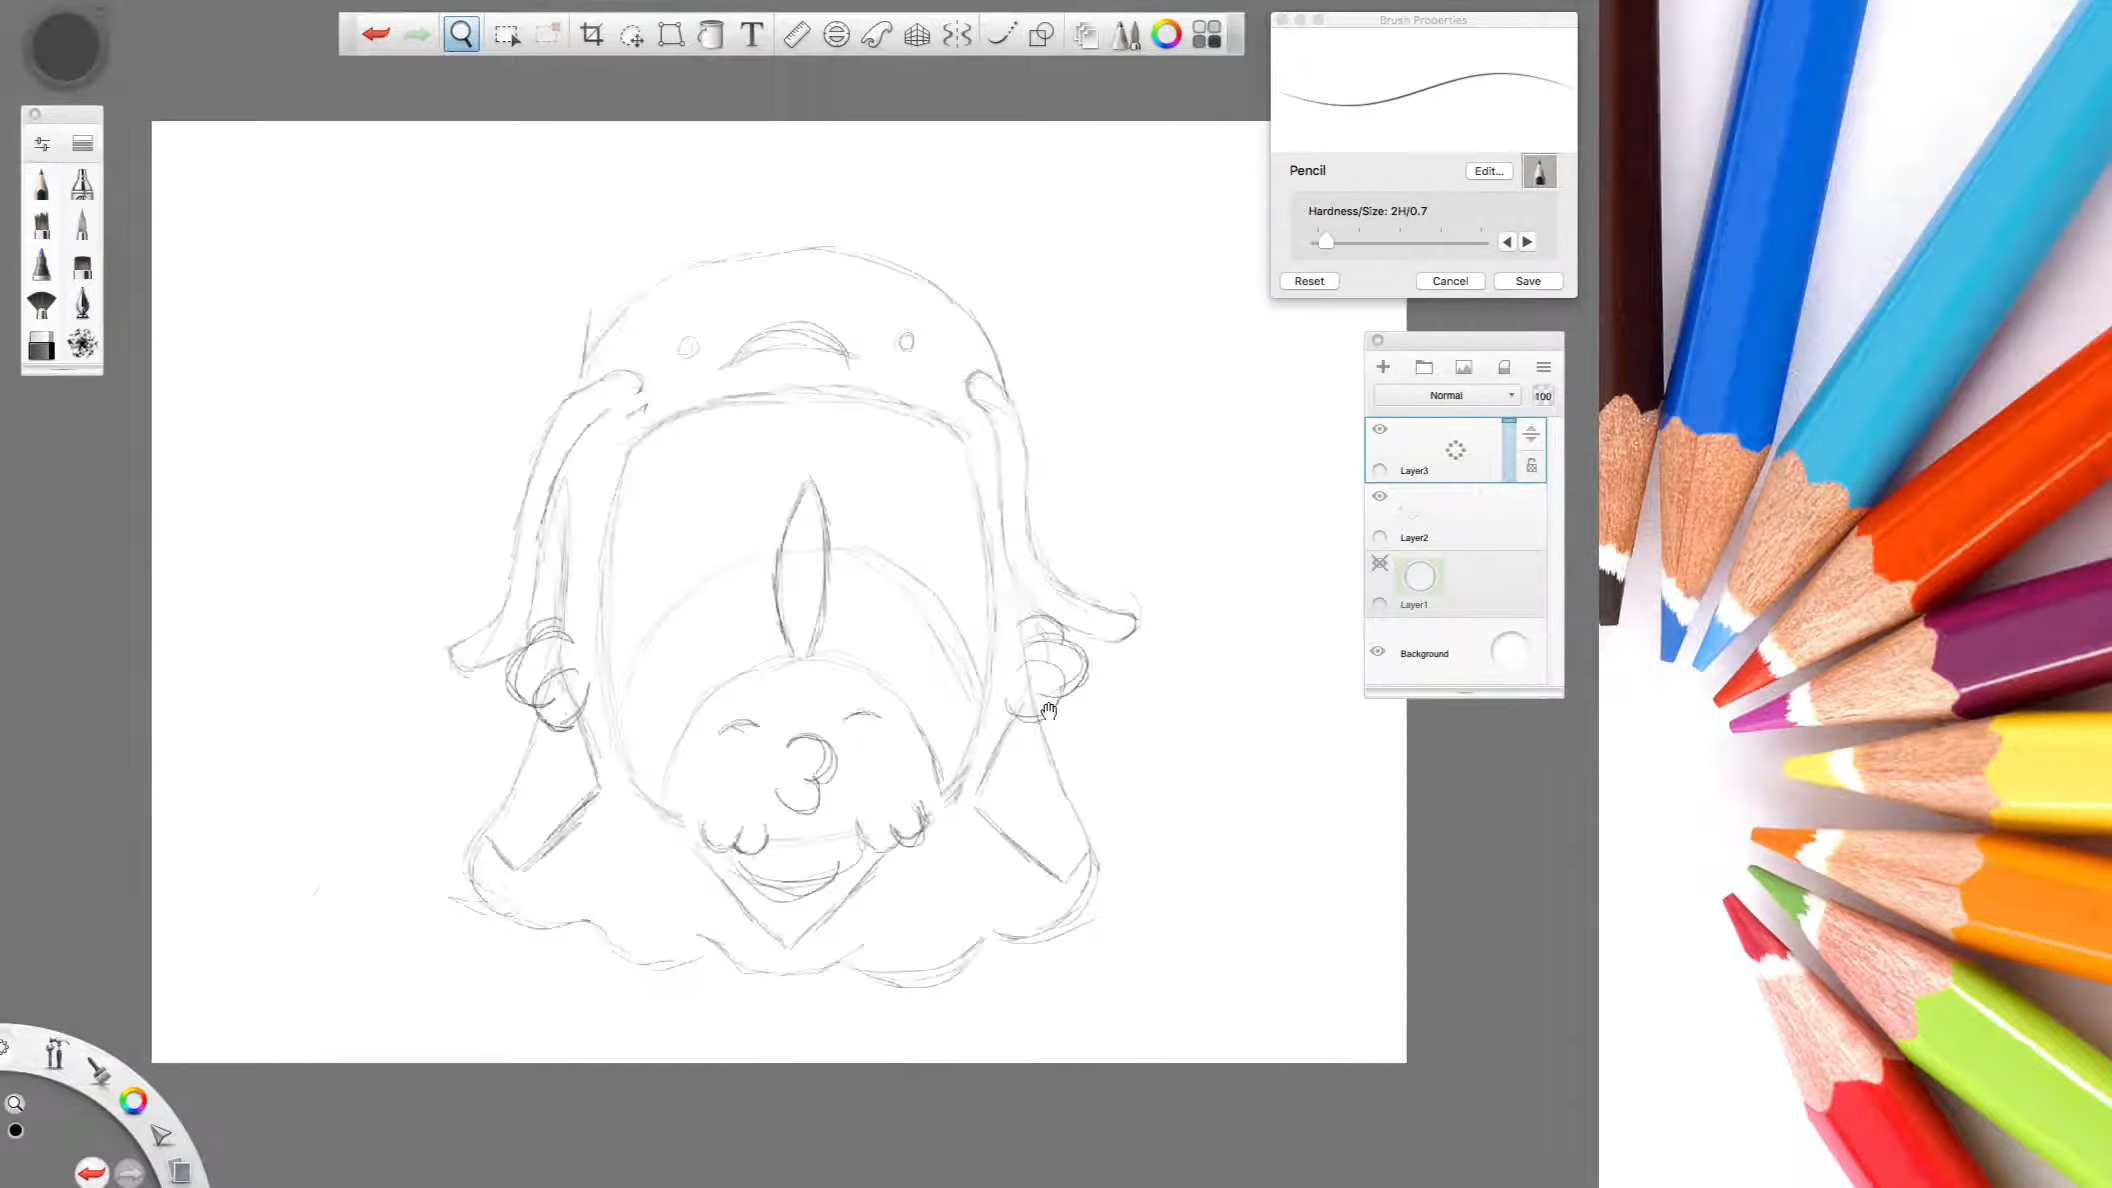 T
Brush Properties
Pencil
Edit...
Hardness/Size: 2H/0.7
Reset
Cancel
Save
Normal
100
Layer3
Layer2
Layer1
Background